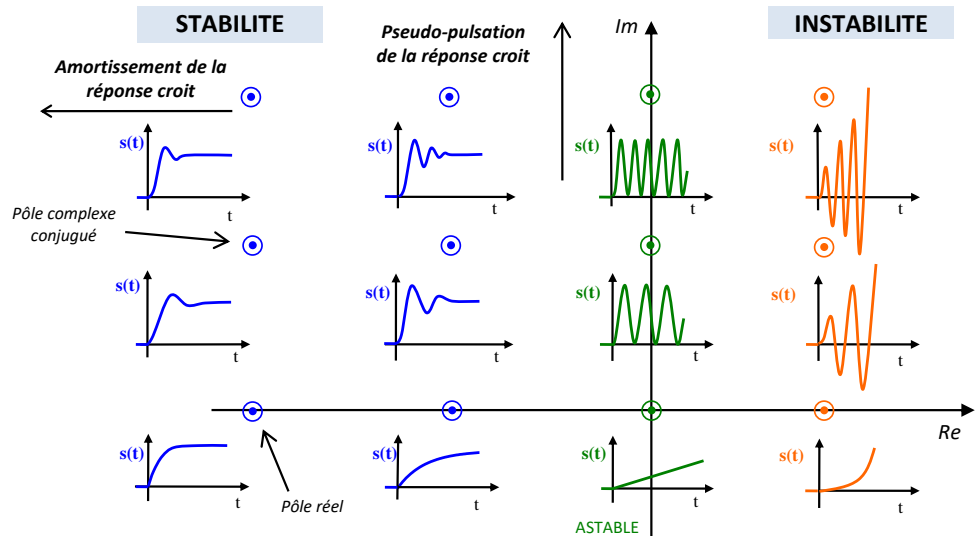 STABILITE
Pseudo-pulsation
de la réponse croit
Im
INSTABILITE
Amortissement de la
réponse croit
s(t)
t
s(t)
t
s(t)
t
s(t)
t
Pôle complexe
conjugué
s(t)
t
s(t)
t
s(t)
t
s(t)
t
Re
s(t)
t
s(t)
t
s(t)
t
s(t)
t
Pôle réel
ASTABLE